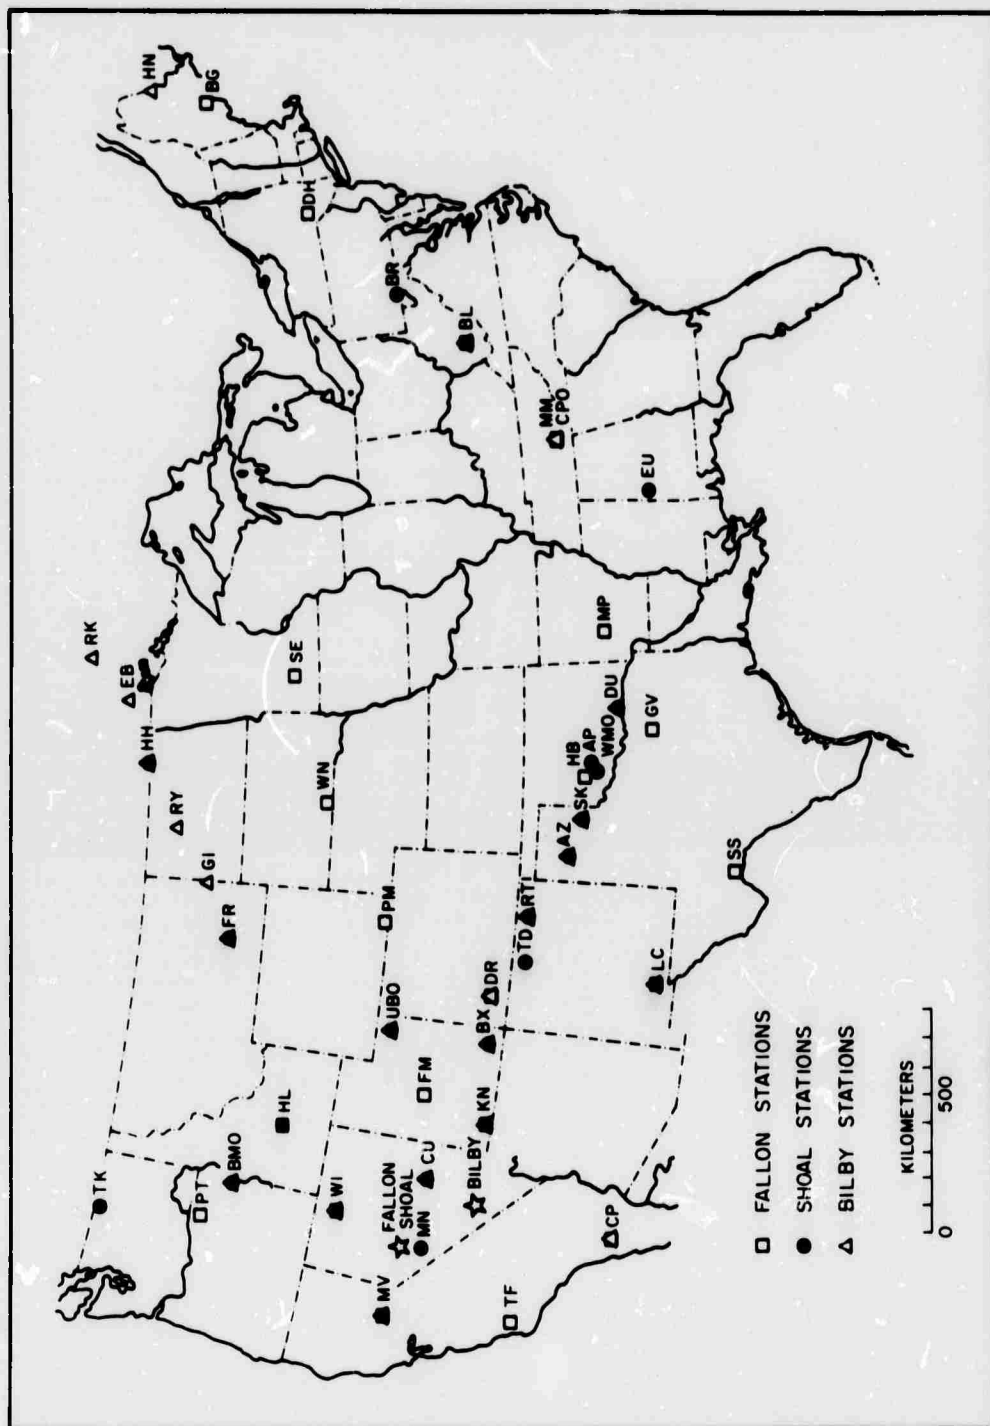 HN
BG
DH
BR
BL
MM
CPO
EU
RK
EB
HH
RY
GI
FR
SE
WN
MP
DU
GV
HB
AP
WMO
SK
AZ
SS
PM
RT
TD
LC
UBO
DR
BX
FM
KN
HL
TK
PT
BMO
WI
CU
FALLON
SHOAL
MN
BILBY
MV
CP
TF
FALLON STATIONS
SHOAL STATIONS
BILBY STATIONS
KILOMETERS
0 500